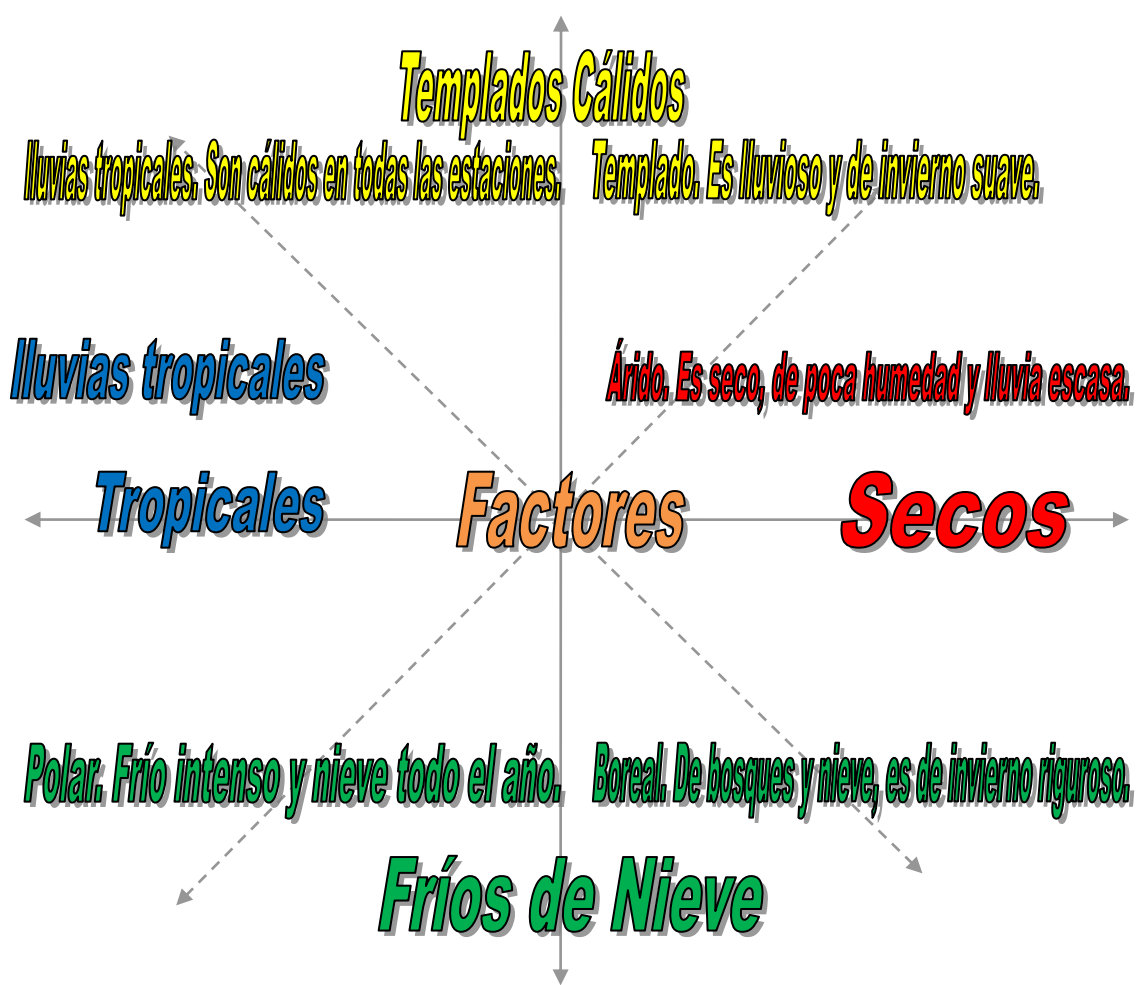 Templados Cálidos
lluvias tropicales. Son cálidos en todas las estaciones.
Templado. Es lluvioso y de invierno suave.
lluvias tropicales
Árido. Es seco, de poca humedad y lluvia escasa.
Tropicales
Factores
Secos
Polar. Frío intenso y nieve todo el año.
Boreal. De bosques y nieve, es de invierno riguroso.
Fríos de Nieve